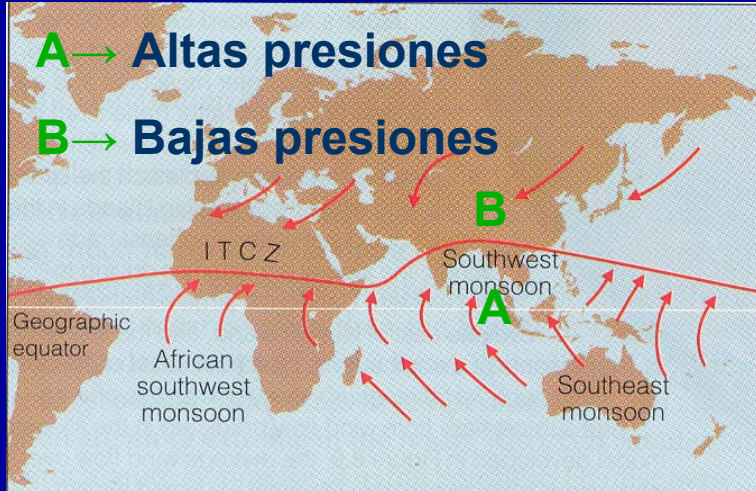 A→ Altas presiones
B→ Bajas presiones
B
ITCZ
Southwest
monsoon
A
Geographic
equator
African
southwest
monsoon
Southeast
monsoon